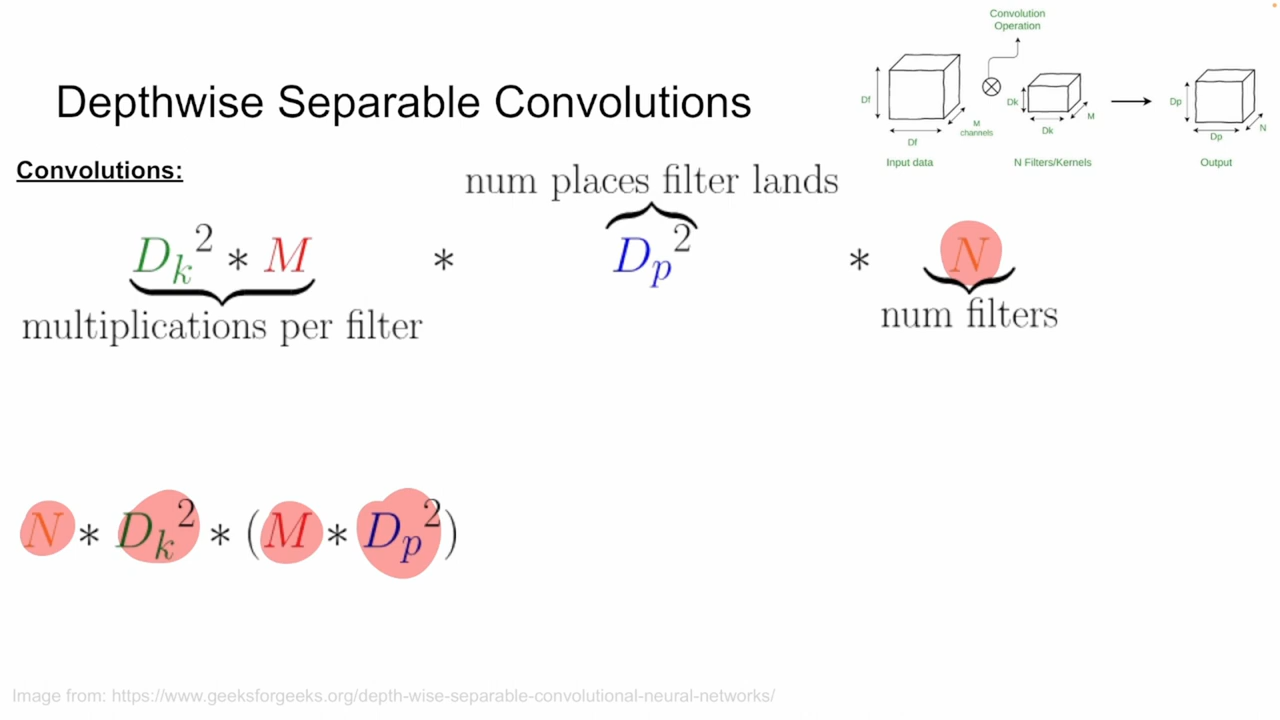 Convolution
Operation
Depthwise Separable Convolutions
Df
Df
M
channels
Dk
Dk
M
Dp
Dp
N
Input data
N Filters/Kernels
Output
Convolutions:
num places filter lands
D_k^2 * M * D_p^2 * N
multiplications per filter
num filters
N * D_k^2 * (M * D_p^2)
Image from: https://www.geeksforgeeks.org/depth-wise-separable-convolutional-neural-networks/